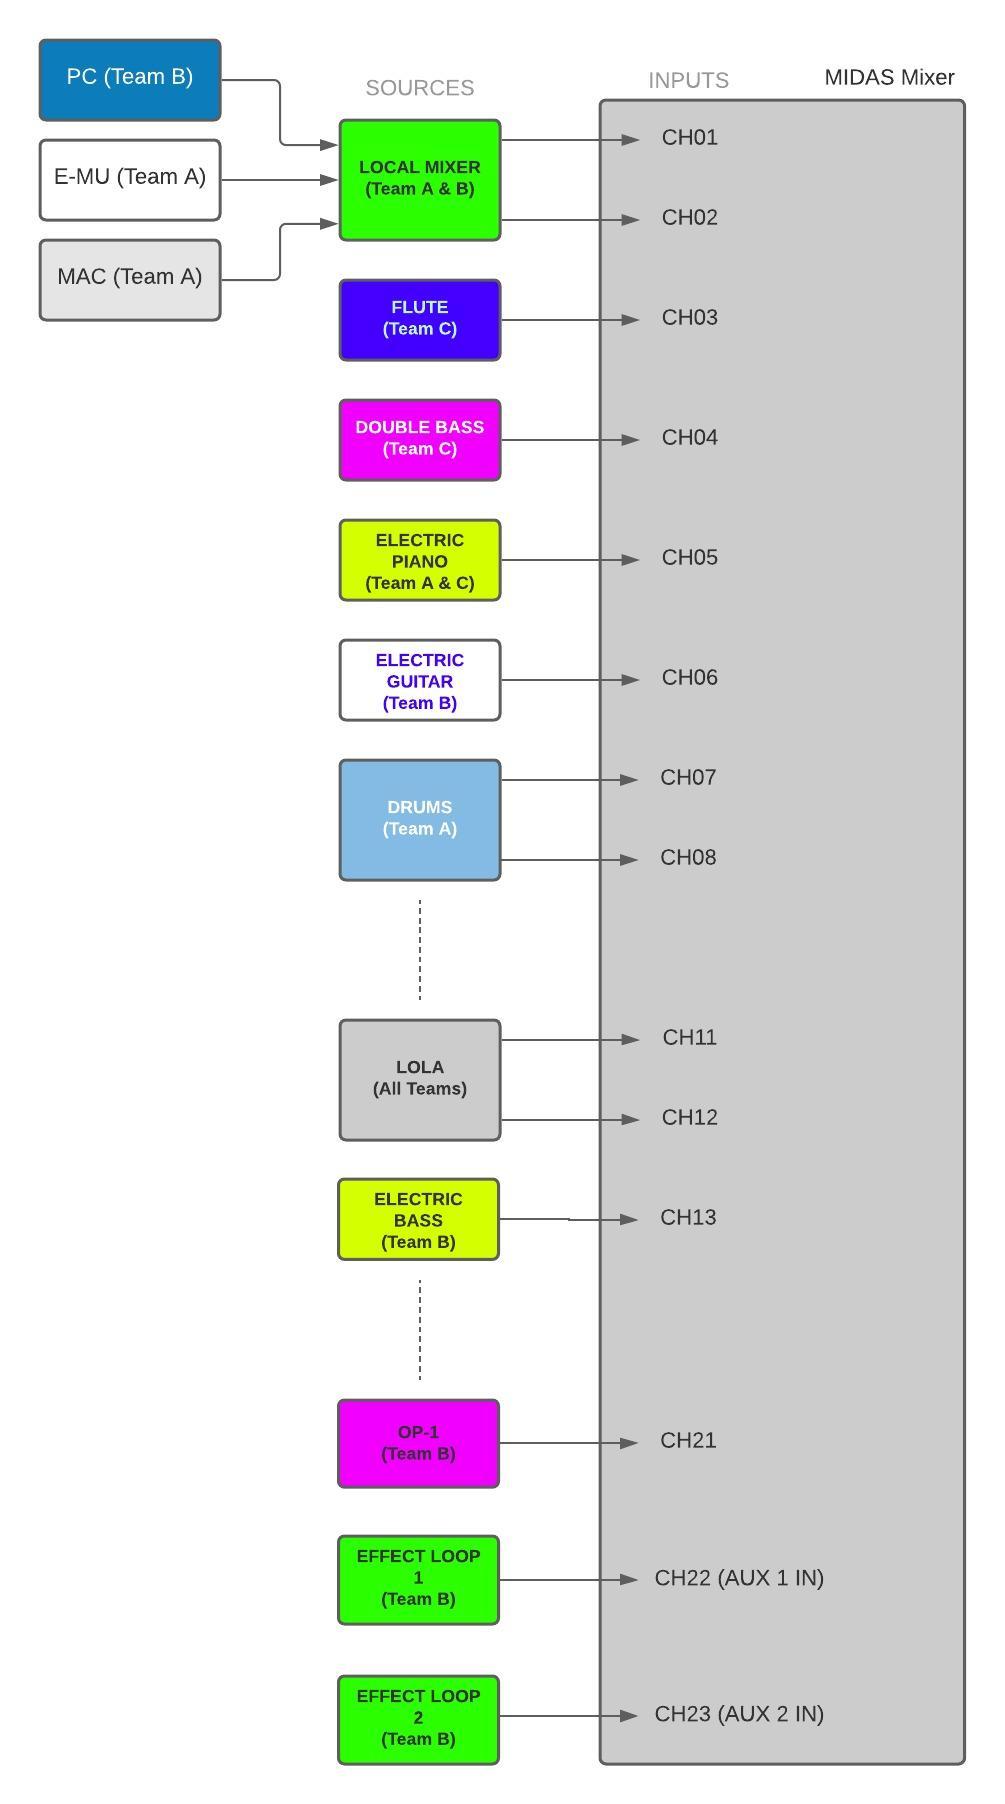 PC (Team B)
E-MU (Team A)
MAC (Team A)
SOURCES
INPUTS
MIDAS Mixer
LOCAL MIXER
(Team A & B)
CH01
CH02
FLUTE
(Team C)
CH03
DOUBLE BASS
(Team C)
CH04
ELECTRIC
PIANO
(Team A & C)
CH05
ELECTRIC
GUITAR
(Team B)
CH06
DRUMS
(Team A)
CH07
CH08
LOLA
(All Teams)
CH11
CH12
ELECTRIC
BASS
(Team B)
CH13
OP-1
(Team B)
CH21
EFFECT LOOP
1
(Team B)
CH22 (AUX 1 IN)
EFFECT LOOP
2
(Team B)
CH23 (AUX 2 IN)